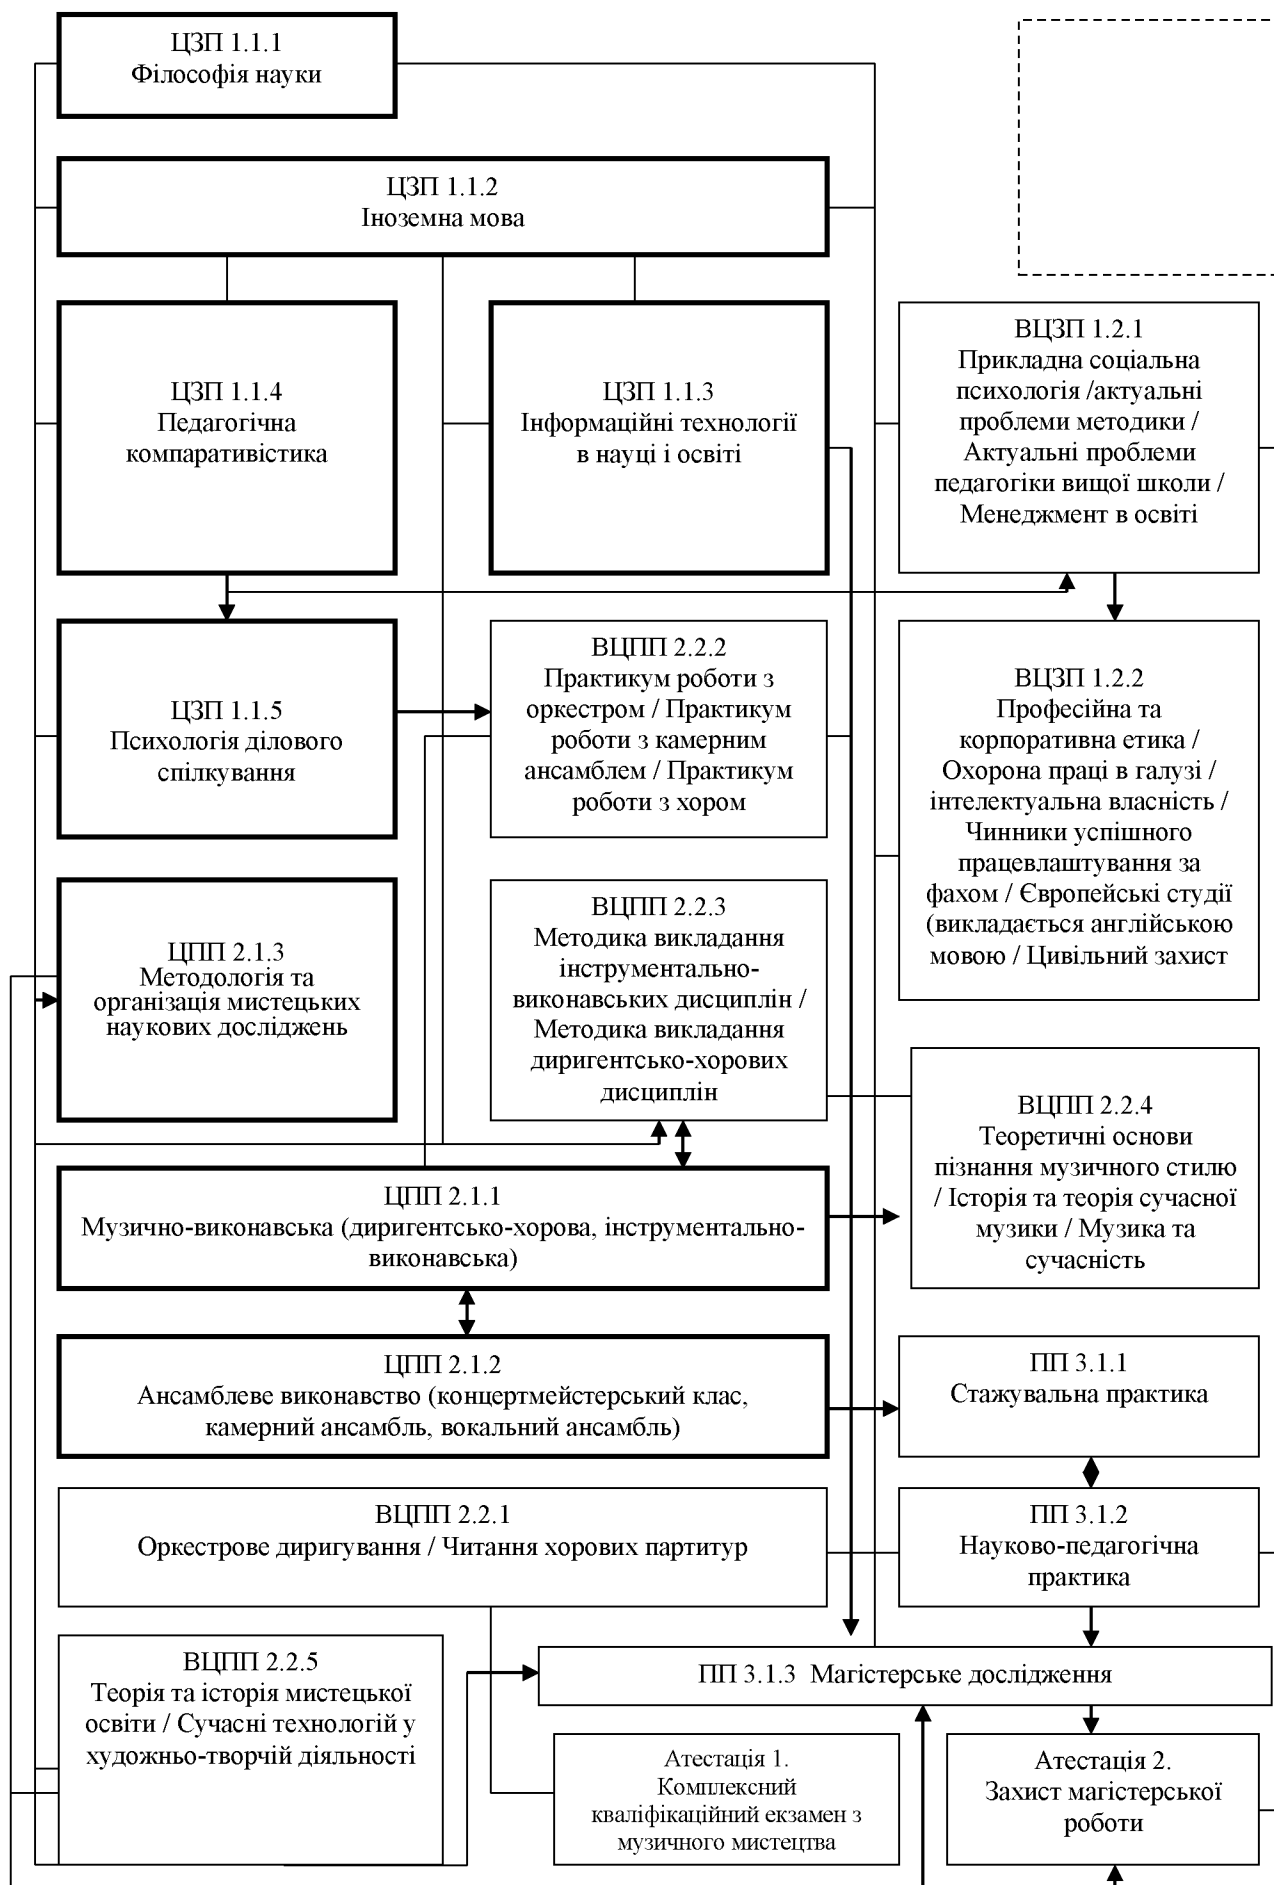 ЦЗП 1.1.1
Філософія науки
ЦЗП 1.1.2
Іноземна мова
ЦЗП 1.1.4
Педагогічна
компаративістика
ЦЗП 1.1.3
Інформаційні технології
в науці і освіті
ВЦЗП 1.2.1
Прикладна соціальна
психологія /актуальні
проблеми методики /
Актуальні проблеми
педагогіки вищої школи /
Менеджмент в освіті
ЦЗП 1.1.5
Психологія ділового
спілкування
ВЦПП 2.2.2
Практикум роботи з
оркестром / Практикум
роботи з камерним
ансамблем / Практикум
роботи з хором
ВЦЗП 1.2.2
Професійна та
корпоративна етика /
Охорона праці в галузі /
інтелектуальна власність /
Чинники успішного
працевлаштування за
фахом / Європейські студії
(викладається англійською
мовою / Цивільний захист
ЦПП 2.1.3
Методологія та
організація мистецьких
наукових досліджень
ВЦПП 2.2.3
Методика викладання
інструментально-
виконавських дисциплін /
Методика викладання
диригентсько-хорових
дисциплін
ВЦПП 2.2.4
Теоретичні основи
пізнання музичного стилю
/ Історія та теорія сучасної
музики / Музика та
сучасність
ЦПП 2.1.1
Музично-виконавська (диригентсько-хорова, інструментально-
виконавська)
ЦПП 2.1.2
Ансамблеве виконавство (концертмейстерський клас,
камерний ансамбль, вокальний ансамбль)
ПП 3.1.1
Стажувальна практика
ВЦПП 2.2.1
Оркестрове диригування / Читання хорових партитур
ПП 3.1.2
Науково-педагогічна
практика
ВЦПП 2.2.5
Теорія та історія мистецької
освіти / Сучасні технологій у
художньо-творчій діяльності
ПП 3.1.3 Магістерське дослідження
Атестація 1.
Комплексний
кваліфікаційний екзамен з
музичного мистецтва
Атестація 2.
Захист магістерської
роботи